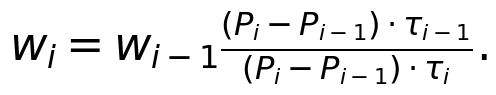 $w_i = w_{i-1} \frac{(P_i - P_{i-1}) \cdot \tau_{i-1}}{(P_i - P_{i-1}) \cdot \tau_i}.$